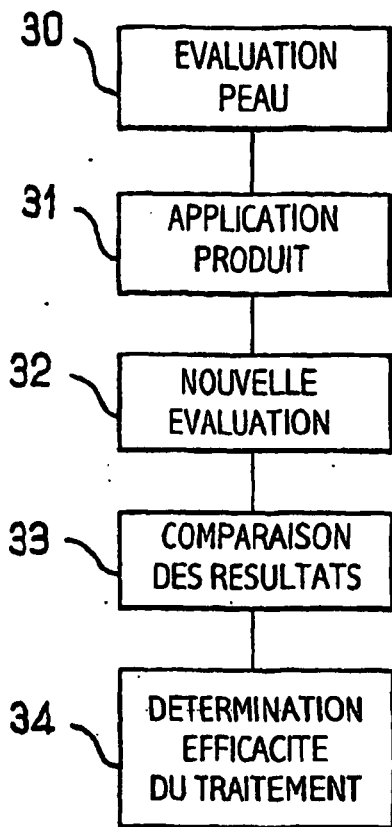 30
EVALUATION
PEAU
31
APPLICATION
PRODUIT
32
NOUVELLE
EVALUATION
33
COMPARAISON
DES RESULTATS
34
DETERMINATION
EFFICACITE
DU TRAITEMENT